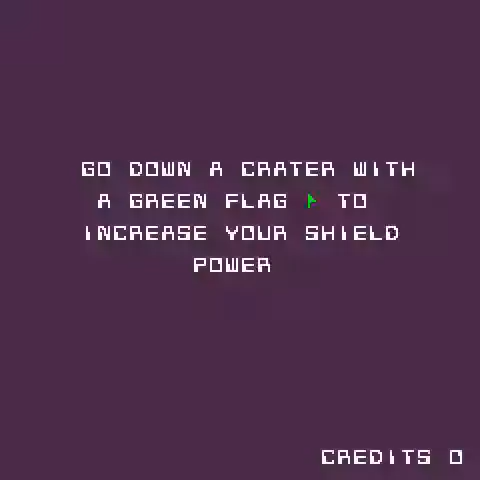 GO DOWN A CRATER WITH
A GREEN FLAG TO
INCREASE YOUR SHIELD
POWER
CREDITS 0